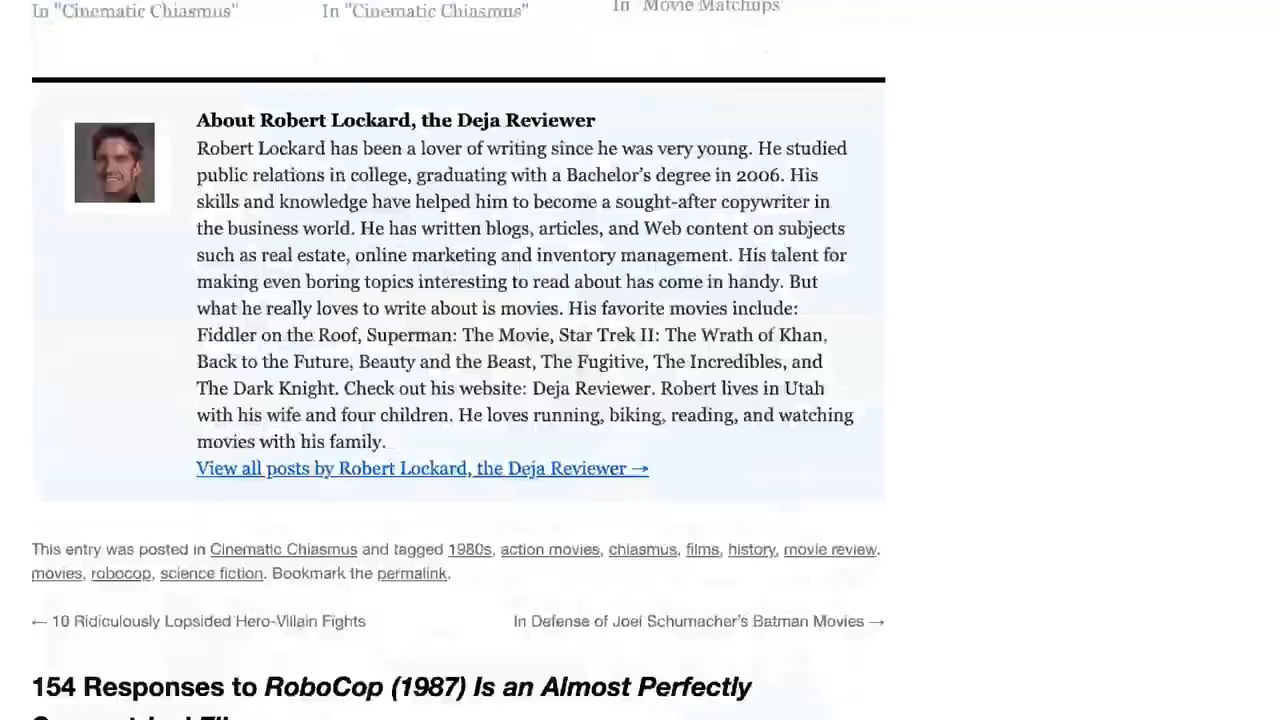 In "Cinematic Chiasmus"
In "Cinematic Chiasmus"
In "Movie Matchups"
About Robert Lockard, the Deja Reviewer
Robert Lockard has been a lover of writing since he was very young. He studied
public relations in college, graduating with a Bachelor's degree in 2006. His
skills and knowledge have helped him to become a sought-after copywriter in
the business world. He has written blogs, articles, and Web content on subjects
such as real estate, online marketing and inventory management. His talent for
making even boring topics interesting to read about has come in handy. But
what he really loves to write about is movies. His favorite movies include:
Fiddler on the Roof, Superman: The Movie, Star Trek II: The Wrath of Khan,
Back to the Future, Beauty and the Beast, The Fugitive, The Incredibles, and
The Dark Knight. Check out his website: Deja Reviewer. Robert lives in Utah
with his wife and four children. He loves running, biking, reading, and watching
movies with his family.
View all posts by Robert Lockard, the Deja Reviewer →
This entry was posted in Cinematic Chiasmus and tagged 1980s, action movies, chiasmus, films, history, movie review,
movies, robocop, science fiction. Bookmark the permalink.
← 10 Ridiculously Lopsided Hero-Villain Fights
In Defense of Joel Schumacher's Batman Movies →
154 Responses to RoboCop (1987) Is an Almost Perfectly